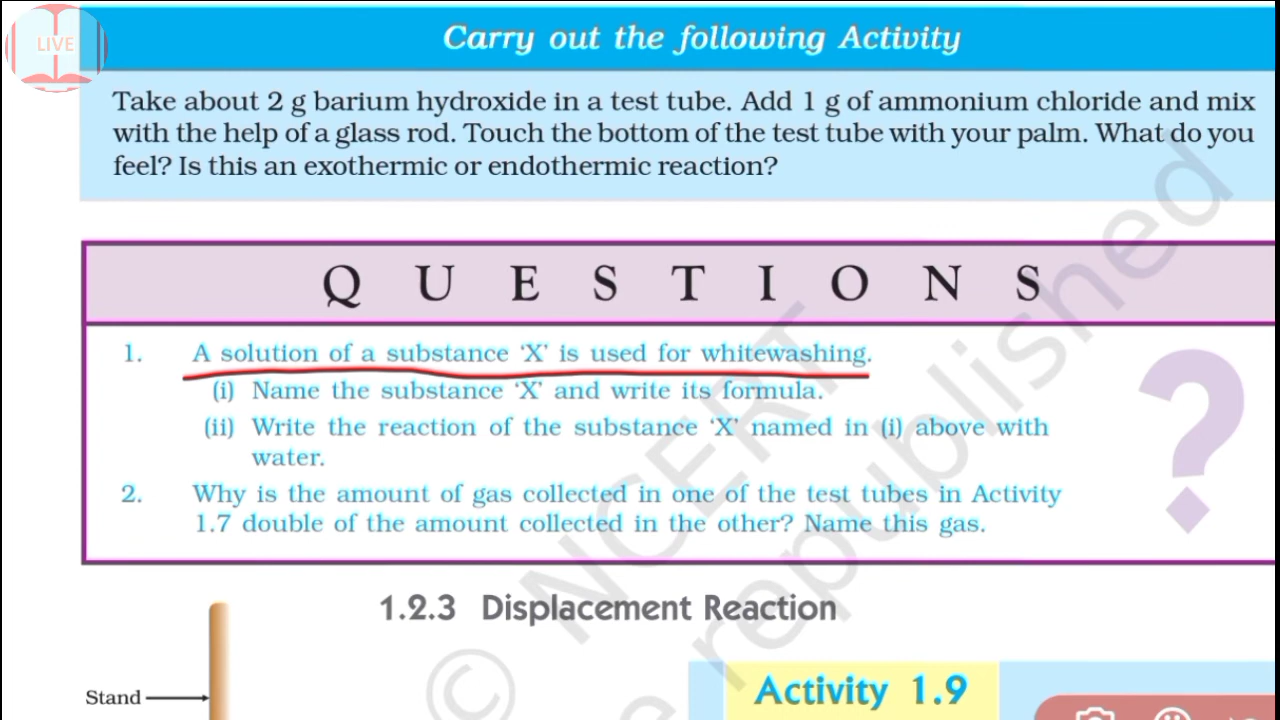 LIVE
Carry out the following Activity
Take about 2 g barium hydroxide in a test tube. Add 1 g of ammonium chloride and mix
with the help of a glass rod. Touch the bottom of the test tube with your palm. What do you
feel? Is this an exothermic or endothermic reaction?
QUESTIONS
1. A solution of a substance ‘X’ is used for whitewashing.
(i) Name the substance ‘X’ and write its formula.
(ii) Write the reaction of the substance ‘X’ named in (i) above with
water.
2. Why is the amount of gas collected in one of the test tubes in Activity
1.7 double of the amount collected in the other? Name this gas.
?
1.2.3 Displacement Reaction
Stand
Activity 1.9
© NCERT
republished